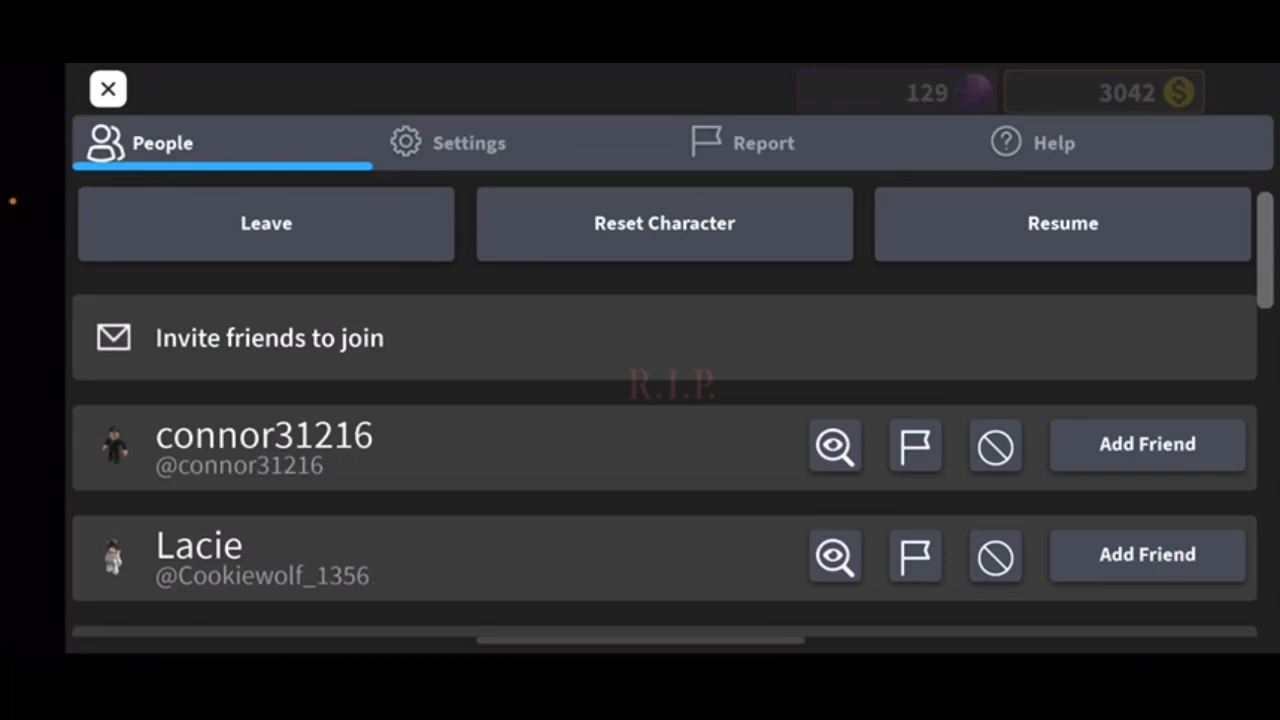 129 3042
People Settings Report Help
Leave Reset Character Resume
Invite friends to join
R.I.P.
connor31216
@connor31216
Add Friend
Lacie
@Cookiewolf_1356
Add Friend